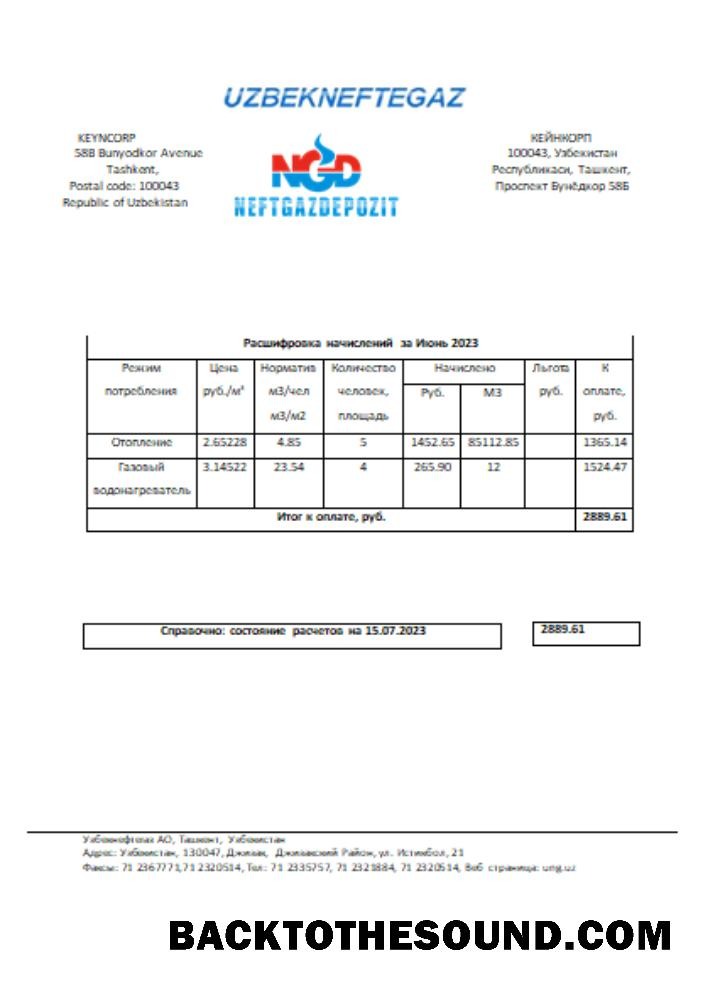 UZBEKNEFTEGAZ
KEYNCORP
58B Bunyodkor Avenue
Tashkent,
Postal code: 100043
Republic of Uzbekistan
NGD
NEFTGAZDEPOZIT
КЕЙНКОРП
100043, Узбекистан
Республикаси, Ташкент,
Проспект Бунёдкор 58Б
Расшифровка начислений за Июнь 2023
Режим потребления Цена руб./м³ Норматив м3/чел м3/м2 Количество человек, площадь Начислено Руб. М3 Льгота руб. К оплате, руб.
Отопление 2.65228 4.85 5 1452.65 85112.85 1365.14
Газовый водонагреватель 3.14522 23.54 4 265.90 12 1524.47
Итог к оплате, руб. 2889.61
Справочно: состояние расчетов на 15.07.2023 2889.61
Узбекнефтегаз АО, Ташкент, Узбекистан
Адрес: Узбекистан, 130047, Джизак, Джизакский Район, ул. Истикбол, 21
Факсы: 71 2367771,71 2320514, Тел: 71 2335757, 71 2321884, 71 2320514, Веб страница: ung.uz
BACKTOTHESOUND.COM